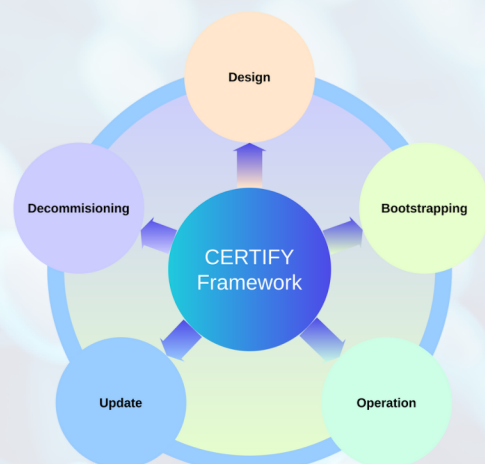 Design
Decommisioning
Bootstrapping
CERTIFY
Framework
Update
Operation